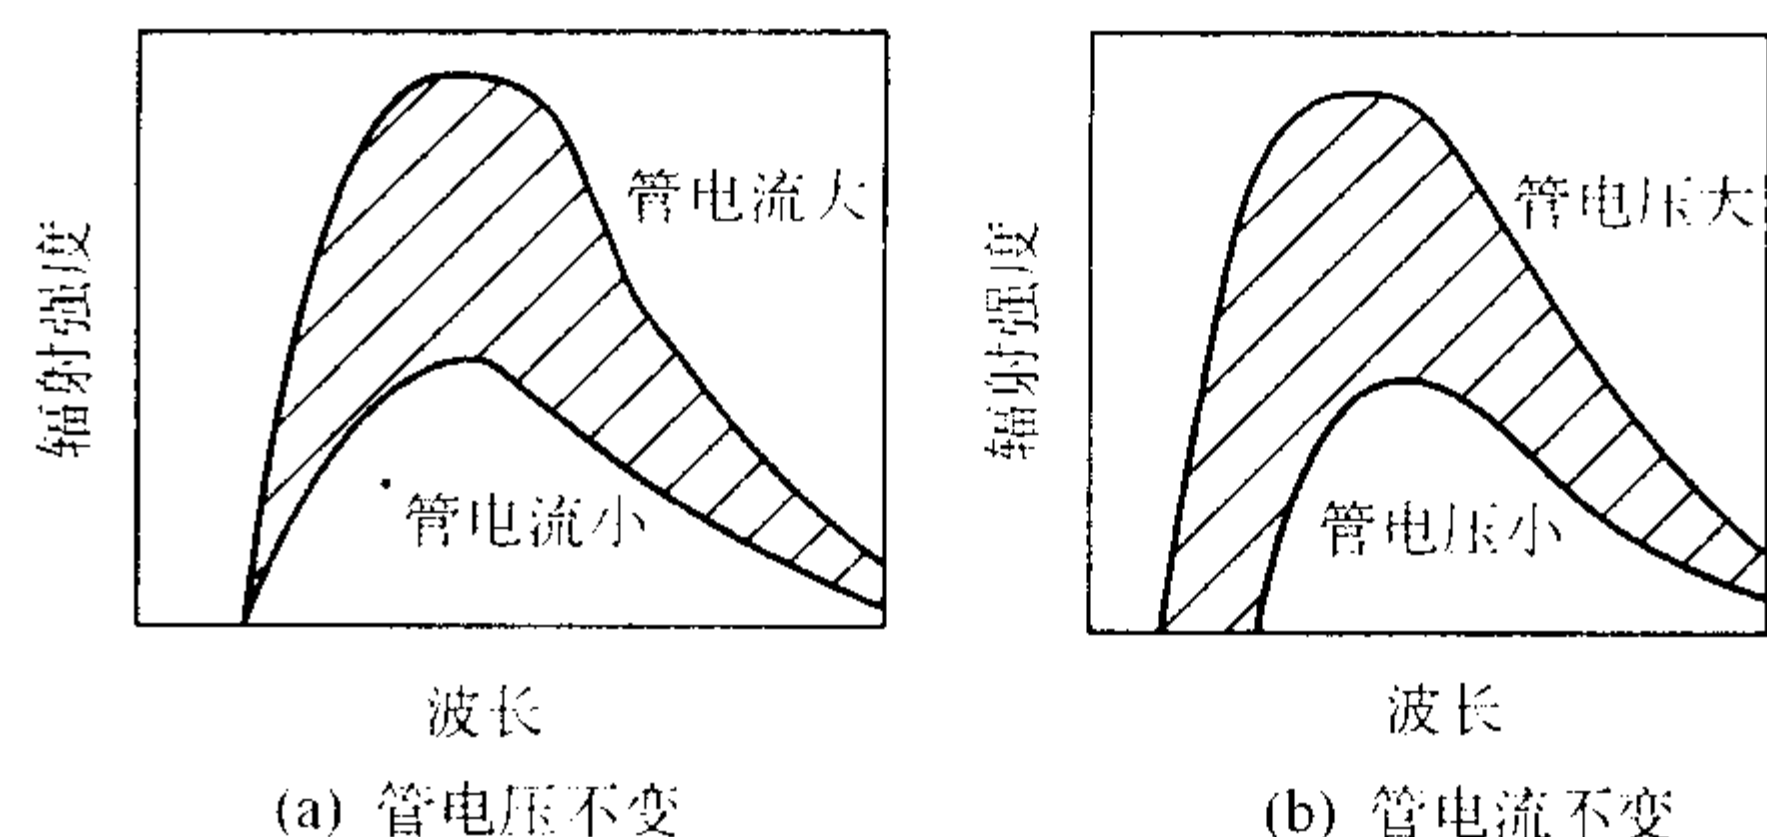 辐射强度
管电流大
管电流小
波长
(a) 管电压不变
辐射强度
管电压大
管电压小
波长
(b) 管电流不变